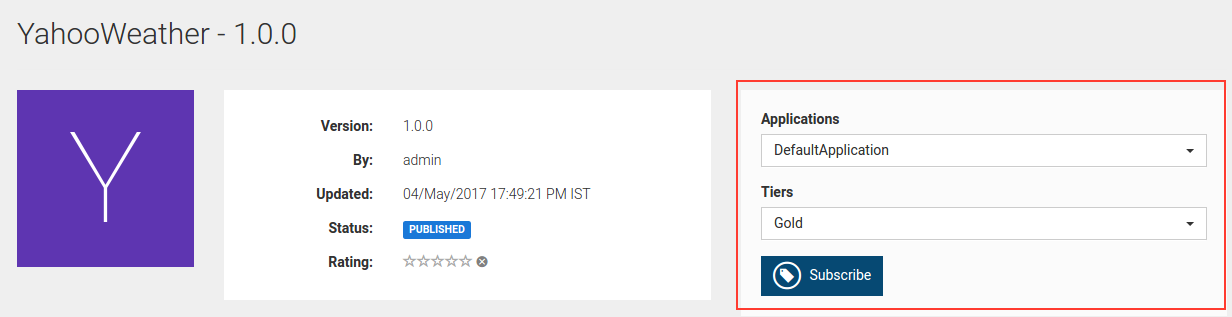 YahooWeather - 1.0.0
Y
Version: 1.0.0
By: admin
Updated: 04/May/2017 17:49:21 PM IST
Status: PUBLISHED
Rating:
Applications
DefaultApplication
Tiers
Gold
Subscribe